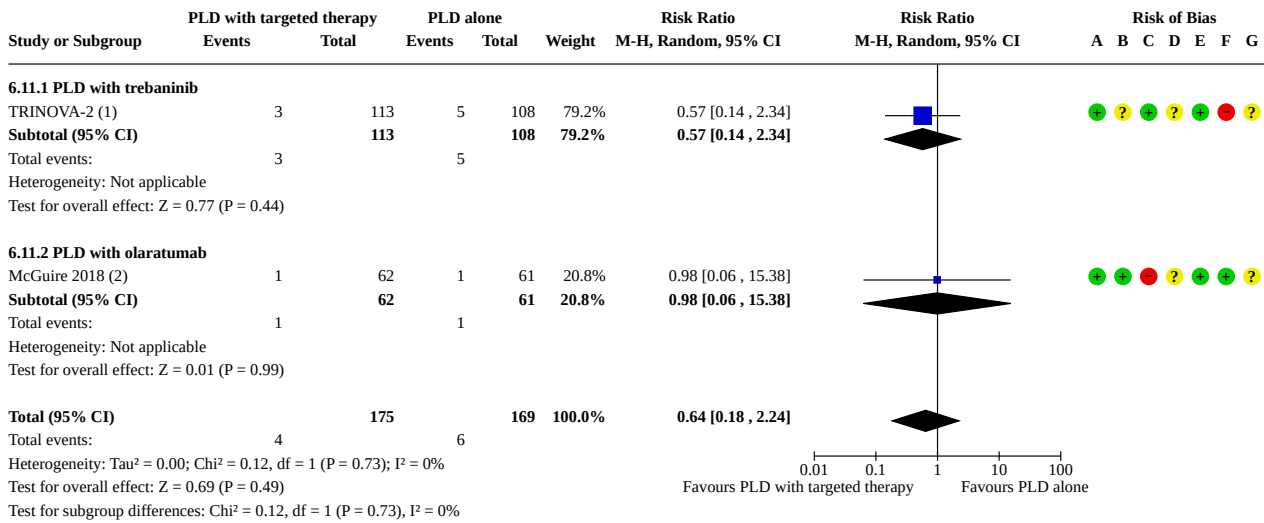 PLD with targeted therapy PLD alone Risk Ratio Risk Ratio Risk of Bias
Study or Subgroup Events Total Events Total Weight M-H, Random, 95% CI M-H, Random, 95% CI A B C D E F G
6.11.1 PLD with trebaninib
TRINOVA-2 (1) 3 113 5 108 79.2% 0.57 [0.14 , 2.34] + ? + ? + − ?
Subtotal (95% CI) 113 108 79.2% 0.57 [0.14 , 2.34]
Total events: 3 5
Heterogeneity: Not applicable
Test for overall effect: Z = 0.77 (P = 0.44)
6.11.2 PLD with olaratumab
McGuire 2018 (2) 1 62 1 61 20.8% 0.98 [0.06 , 15.38] + + − ? + + ?
Subtotal (95% CI) 62 61 20.8% 0.98 [0.06 , 15.38]
Total events: 1 1
Heterogeneity: Not applicable
Test for overall effect: Z = 0.01 (P = 0.99)
Total (95% CI) 175 169 100.0% 0.64 [0.18 , 2.24]
Total events: 4 6
Heterogeneity: Tau² = 0.00; Chi² = 0.12, df = 1 (P = 0.73); I² = 0%
0.01 0.1 1 10 100
Test for overall effect: Z = 0.69 (P = 0.49) Favours PLD with targeted therapy Favours PLD alone
Test for subgroup differences: Chi² = 0.12, df = 1 (P = 0.73), I² = 0%